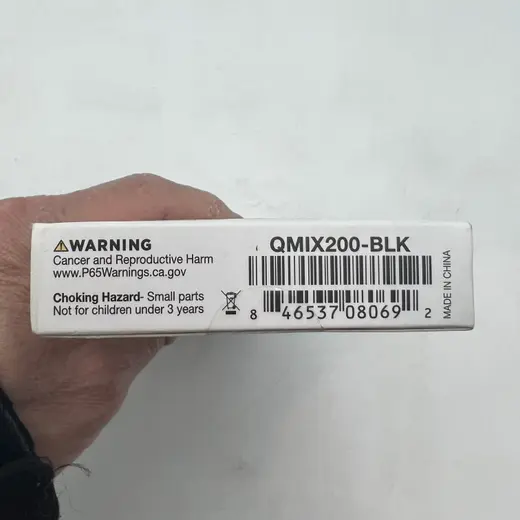 ⚠WARNING
Cancer and Reproductive Harm
www.P65Warnings.ca.gov
Choking Hazard- Small parts
Not for children under 3 years
QMIX200-BLK
8 46537 08069 2
MADE IN CHINA